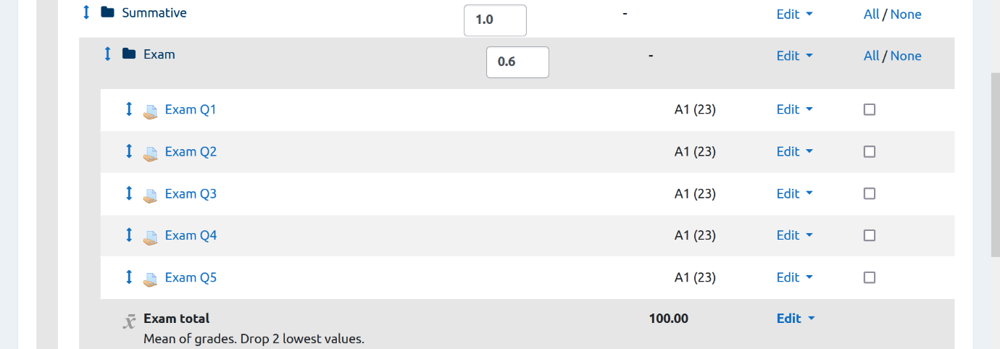 Summative 1.0 - Edit All / None
Exam 0.6 - Edit All / None
Exam Q1 A1 (23) Edit
Exam Q2 A1 (23) Edit
Exam Q3 A1 (23) Edit
Exam Q4 A1 (23) Edit
Exam Q5 A1 (23) Edit
x̄ Exam total 100.00 Edit
Mean of grades. Drop 2 lowest values.